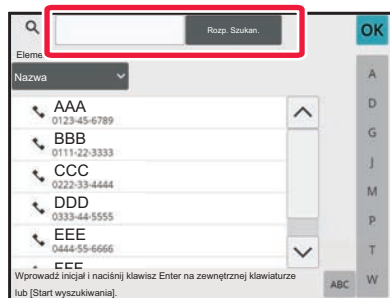 Rozp. Szukan.
OK
Eleme
Nazwa
A
AAA
0123-45-6789
D
BBB
0111-22-3333
G
CCC
0222-33-4444
J
DDD
0333-44-5555
M
EEE
0444-55-6666
P
T
EEE
Wprowadź inicjał i naciśnij klawisz Enter na zewnętrznej klawiaturze
lub [Start wyszukiwania].
ABC
W